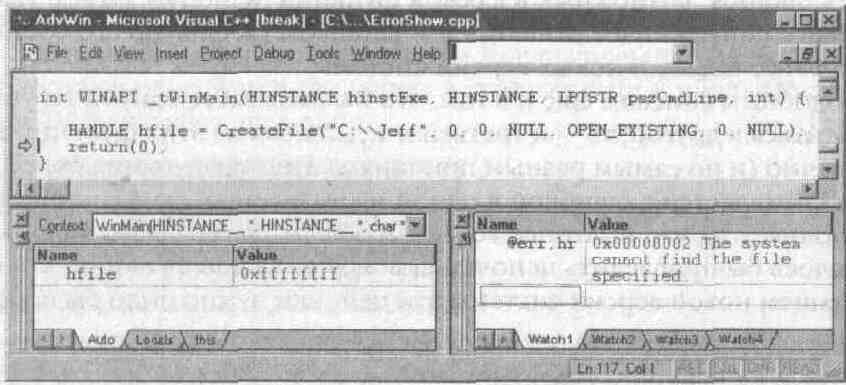 AdvWin - Microsoft Visual C++ [break] - [C:\...\ErrorShow.cpp]
File Edit View Insert Project Debug Tools Window Help
int WINAPI _tWinMain(HINSTANCE hinstExe, HINSTANCE, LPTSTR pszCmdLine, int) {
HANDLE hfile = CreateFile("C:\\Jeff", 0, 0, NULL, OPEN_EXISTING, 0, NULL);
return(0);
}
Context: WinMain(HINSTANCE__ *, HINSTANCE__ *, char *
Name Value
hfile 0xffffffff
Auto Locals this
Name Value
@err,hr 0x00000002 The system
cannot find the file
specified.
Watch1 Watch2 Watch3 Watch4
Ln 117, Col 1 REC COL OVR READ